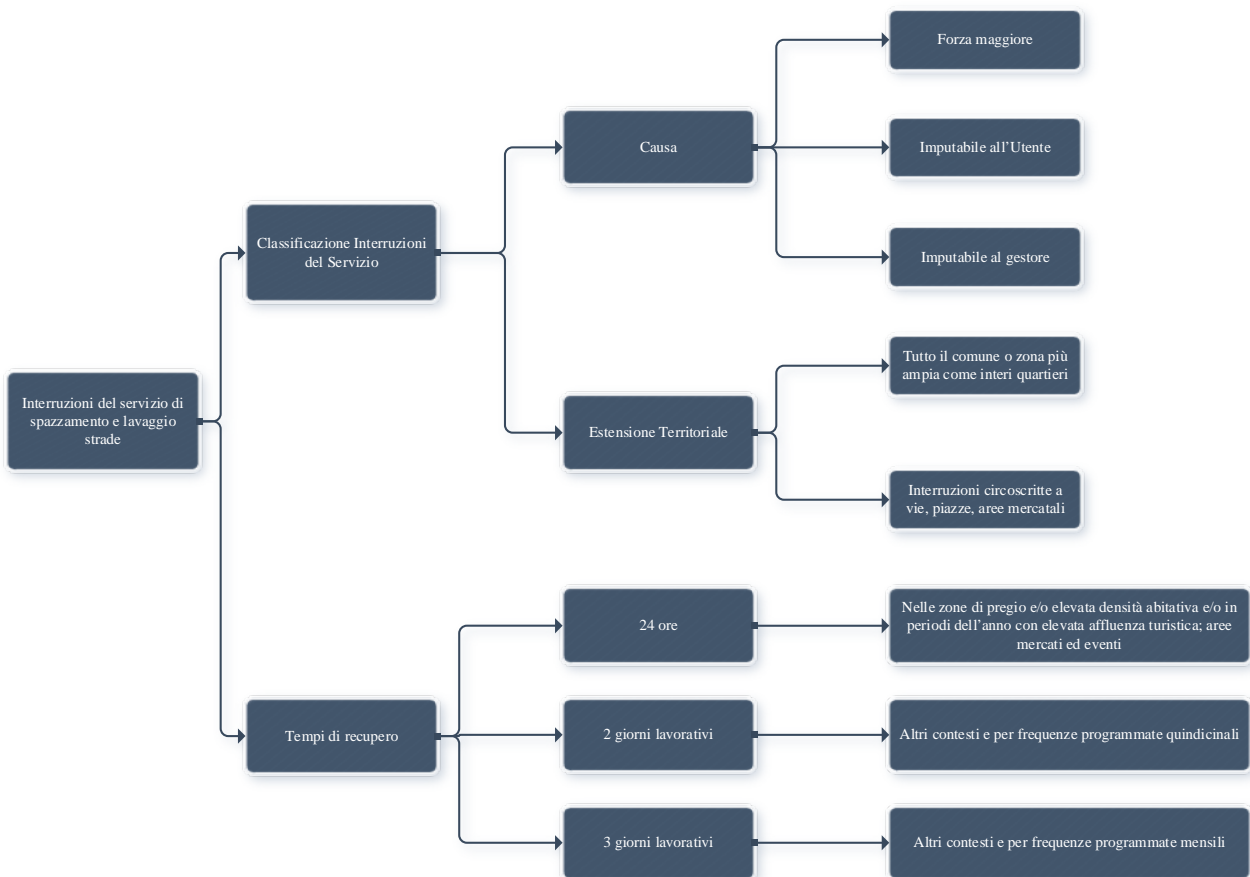 Forza maggiore
Causa
Imputabile all’Utente
Classificazione Interruzioni
del Servizio
Imputabile al gestore
Tutto il comune o zona più
ampia come interi quartieri
Interruzioni del servizio di
spazzamento e lavaggio
strade
Estensione Territoriale
Interruzioni circoscritte a
vie, piazze, aree mercatali
24 ore
Nelle zone di pregio e/o elevata densità abitativa e/o in
periodi dell’anno con elevata affluenza turistica; aree
mercati ed eventi
Tempi di recupero
2 giorni lavorativi
Altri contesti e per frequenze programmate quindicinali
3 giorni lavorativi
Altri contesti e per frequenze programmate mensili